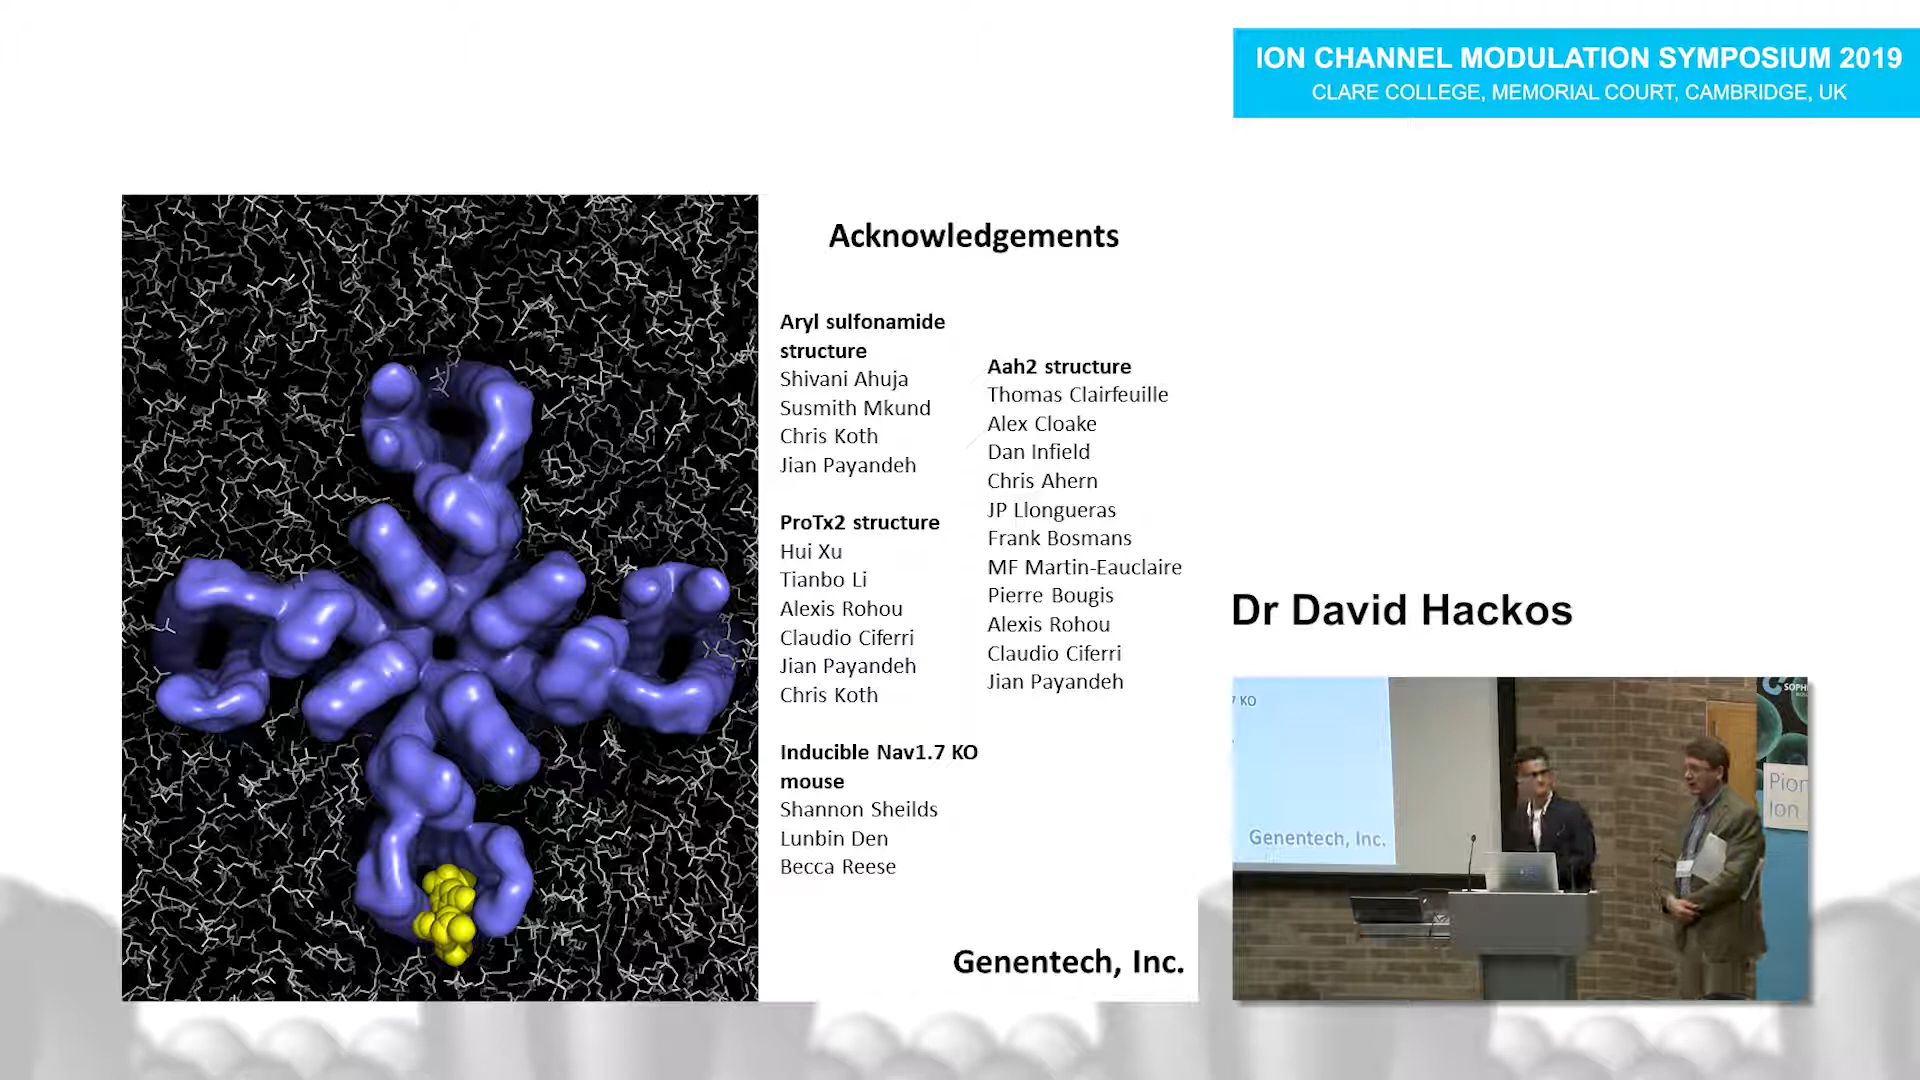 ION CHANNEL MODULATION SYMPOSIUM 2019
CLARE COLLEGE, MEMORIAL COURT, CAMBRIDGE, UK
Acknowledgements
Aryl sulfonamide
structure
Shivani Ahuja
Susmith Mkund
Chris Koth
Jian Payandeh
ProTx2 structure
Hui Xu
Tianbo Li
Alexis Rohou
Claudio Ciferri
Jian Payandeh
Chris Koth
Inducible Nav1.7 KO
mouse
Shannon Sheilds
Lunbin Den
Becca Reese
Aah2 structure
Thomas Clairfeuille
Alex Cloake
Dan Infield
Chris Ahern
JP Llongueras
Frank Bosmans
MF Martin-Eauclaire
Pierre Bougis
Alexis Rohou
Claudio Ciferri
Jian Payandeh
Genentech, Inc.
Dr David Hackos
7 KO
Genentech, Inc.
SOPH
Pion
Ion